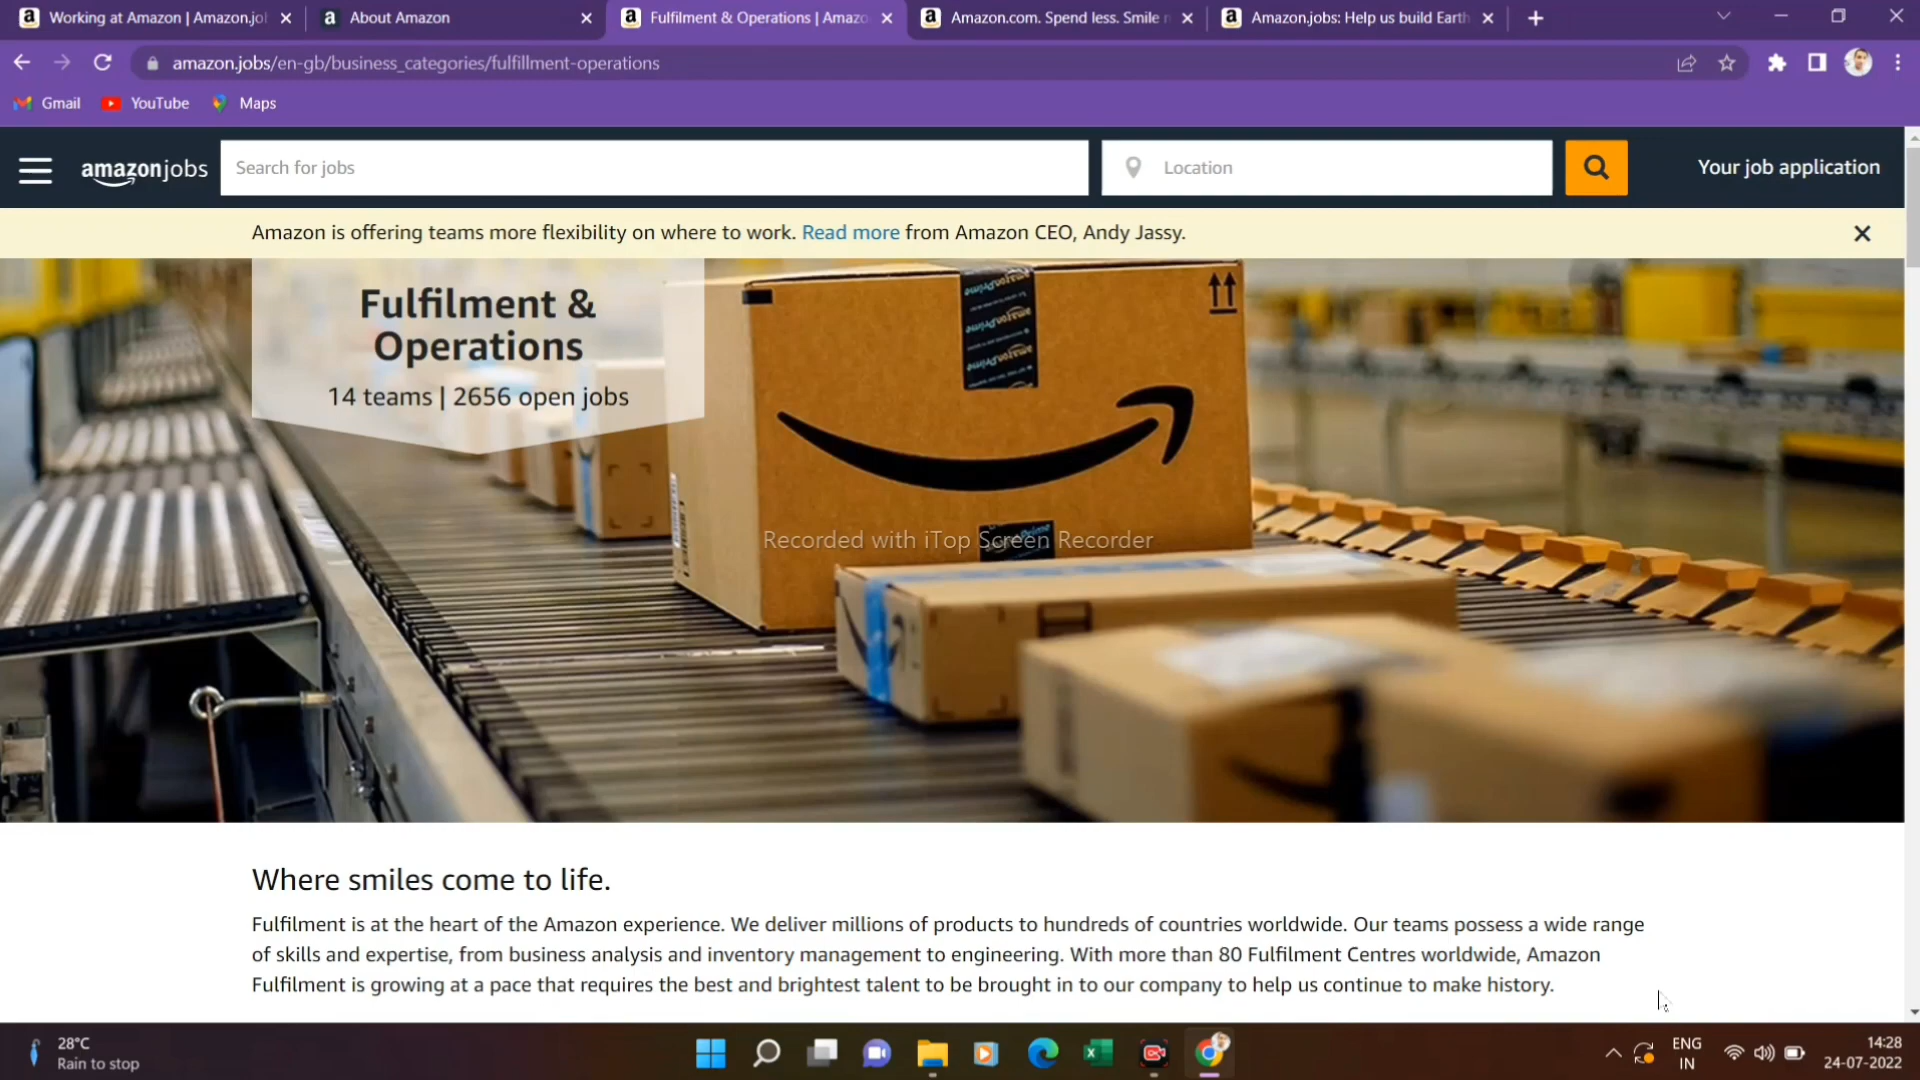 Working at Amazon | Amazon.jo
About Amazon
Fulfilment & Operations | Amazo
Amazon.com. Spend less. Smile
Amazon.jobs: Help us build Earth
amazon.jobs/en-gb/business_categories/fulfillment-operations
Gmail
YouTube
Maps
amazonjobs
Search for jobs
Location
Your job application
Amazon is offering teams more flexibility on where to work. Read more from Amazon CEO, Andy Jassy.
Fulfilment &
Operations
14 teams | 2656 open jobs
Recorded with iTop Screen Recorder
Where smiles come to life.
Fulfilment is at the heart of the Amazon experience. We deliver millions of products to hundreds of countries worldwide. Our teams possess a wide range
of skills and expertise, from business analysis and inventory management to engineering. With more than 80 Fulfilment Centres worldwide, Amazon
Fulfilment is growing at a pace that requires the best and brightest talent to be brought in to our company to help us continue to make history.
28°C
Rain to stop
ENG
IN
14:28
24-07-2022